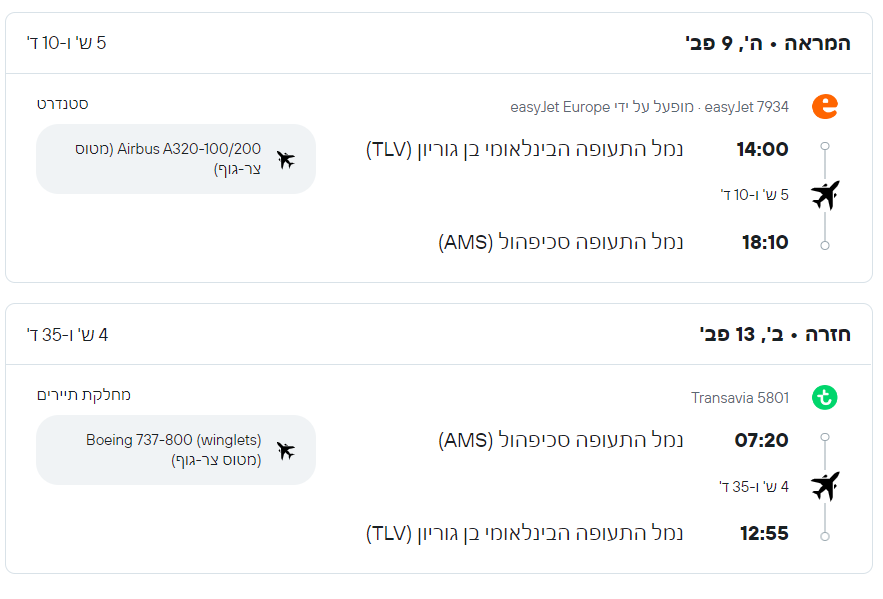 המראה • ה', 9 פבר'
5 ש' ו-10 ד'
easyJet 7934 · מופעל על ידי easyJet Europe
סטנדרט
14:00 נמל התעופה הבינלאומי בן גוריון (TLV)
Airbus A320-100/200 (מטוס
צר-גוף)
5 ש' ו-10 ד'
18:10 נמל התעופה סכיפהול (AMS)
חזרה • ב', 13 פבר'
4 ש' ו-35 ד'
Transavia 5801
מחלקת תיירים
07:20 נמל התעופה סכיפהול (AMS)
Boeing 737-800 (winglets)
(מטוס צר-גוף)
4 ש' ו-35 ד'
12:55 נמל התעופה הבינלאומי בן גוריון (TLV)